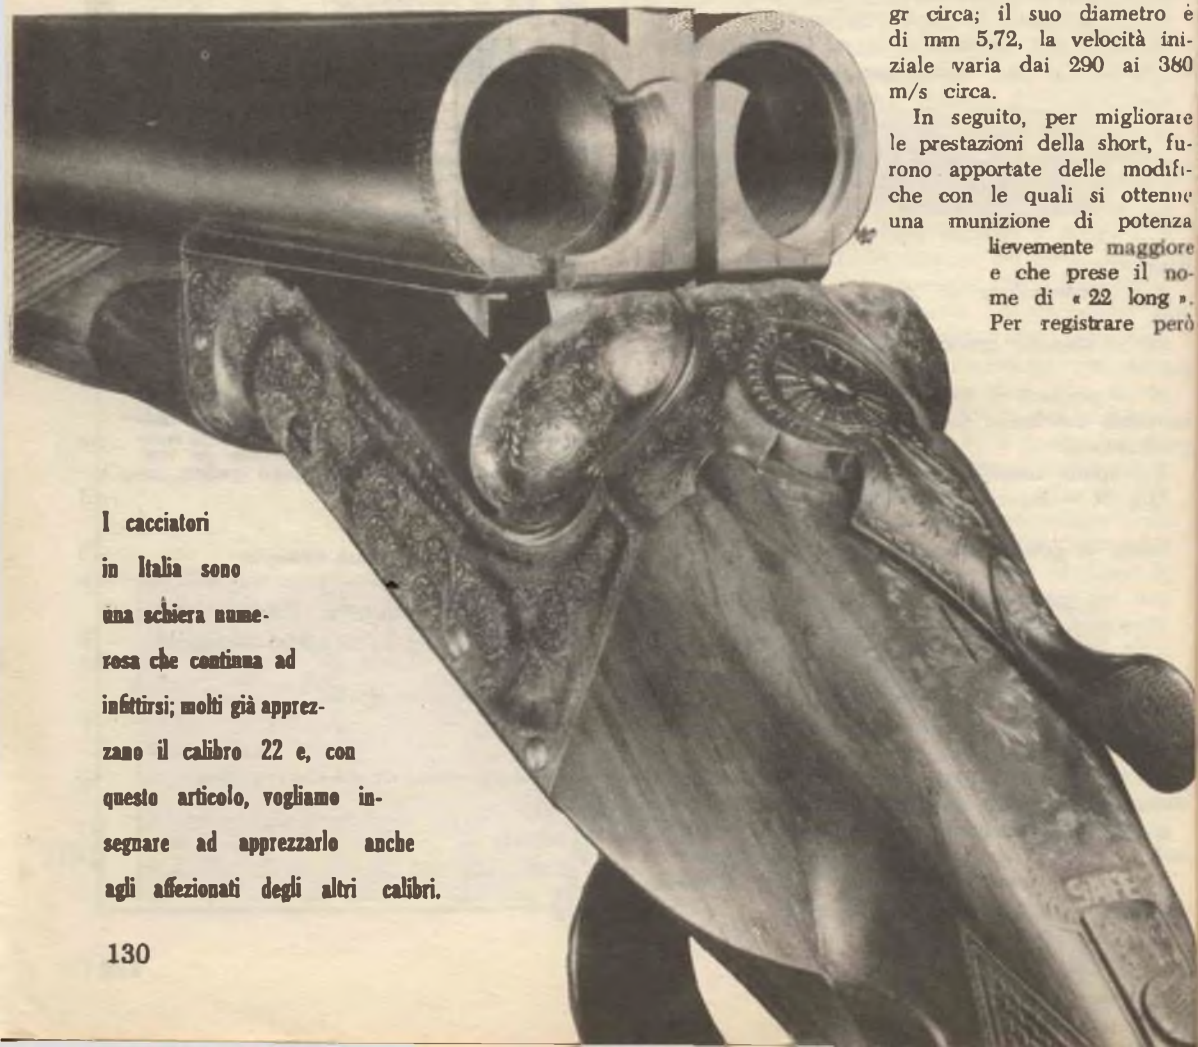 gr circa; il suo diametro è
di mm 5,72, la velocità ini-
ziale varia dai 290 ai 380
m/s circa.
In seguito, per migliorare
le prestazioni della short, fu-
rono apportate delle modifi-
che con le quali si ottenne
una munizione di potenza
lievemente maggiore
e che prese il no-
me di « 22 long ».
Per registrare però
I cacciatori
in Italia sono
una schiera nume-
rosa che continua ad
infittirsi; molti già apprez-
zano il calibro 22 e, con
questo articolo, vogliamo in-
segnare ad apprezzarlo anche
agli affezionati degli altri calibri.
SAFE
130